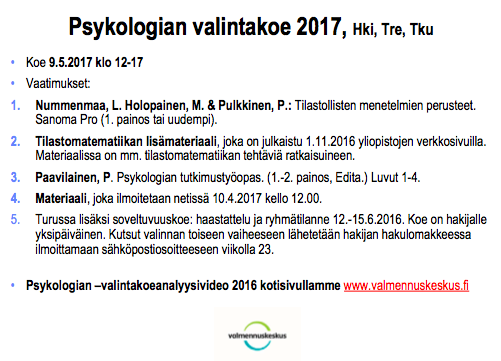 Psykologian valintakoe 2017, Hki, Tre, Tku
• Koe 9.5.2017 klo 12-17
• Vaatimukset:
1. Nummenmaa, L. Holopainen, M. & Pulkkinen, P.: Tilastollisten menetelmien perusteet.
Sanoma Pro (1. painos tai uudempi).
2. Tilastomatematiikan lisämateriaali, joka on julkaistu 1.11.2016 yliopistojen verkkosivuilla.
Materiaalissa on mm. tilastomatematiikan tehtäviä ratkaisuineen.
3. Paavilainen, P. Psykologian tutkimustyöopas. (1.-2. painos, Edita.) Luvut 1-4.
4. Materiaali, joka ilmoitetaan netissä 10.4.2017 kello 12.00.
5. Turussa lisäksi soveltuvuuskoe: haastattelu ja ryhmätilanne 12.-15.6.2016. Koe on hakijalle
yksipäiväinen. Kutsut valinnan toiseen vaiheeseen lähetetään hakijan hakulomakkeessa
ilmoittamaan sähköpostiosoitteeseen viikolla 23.
• Psykologian –valintakoeanalyysivideo 2016 kotisivullamme www.valmennuskeskus.fi
valmennuskeskus